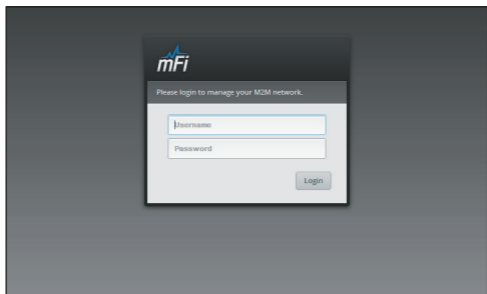 mFi
Please login to manage your M2M network.
Username
Password
Login